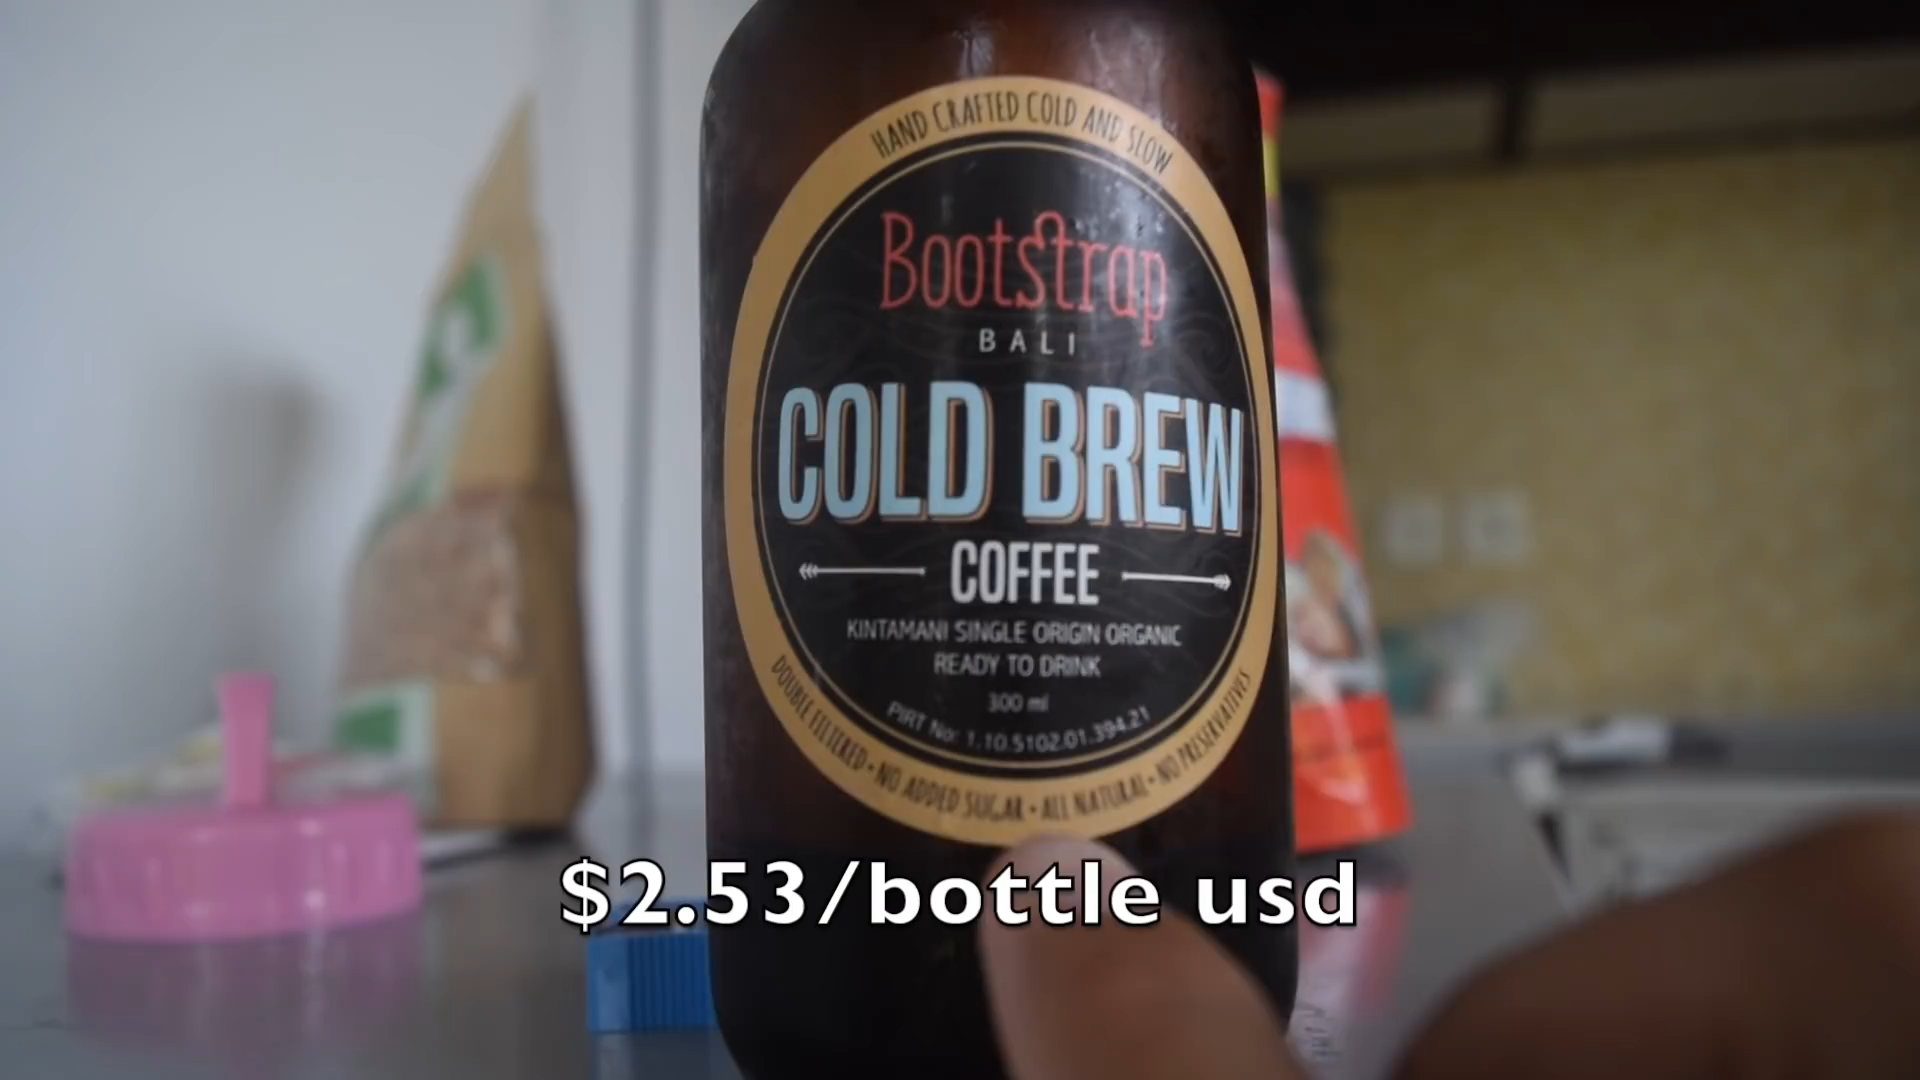 HAND CRAFTED COLD AND SLOW
Bootstrap
BALI
COLD BREW
COFFEE
KINTAMANI SINGLE ORIGIN ORGANIC
READY TO DRINK
300 ml
PIRT No: 1.10.5102.01.394.21
DOUBLE FILTERED • NO ADDED SUGAR • ALL NATURAL • NO PRESERVATIVES
$2.53/bottle usd